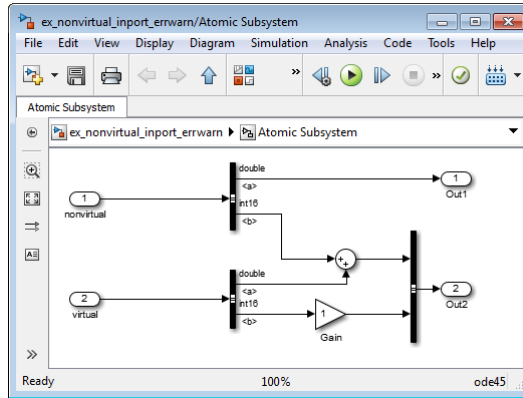 ex_nonvirtual_inport_errwarn/Atomic Subsystem
File Edit View Display Diagram Simulation Analysis Code Tools Help
» »
Atomic Subsystem
ex_nonvirtual_inport_errwarn Atomic Subsystem
double
1
<a>
1
int16
Out1
nonvirtual
<b>
double
+
+
<a>
2
int16
2
virtual
<b>
1
Out2
Gain
»
Ready 100% ode45